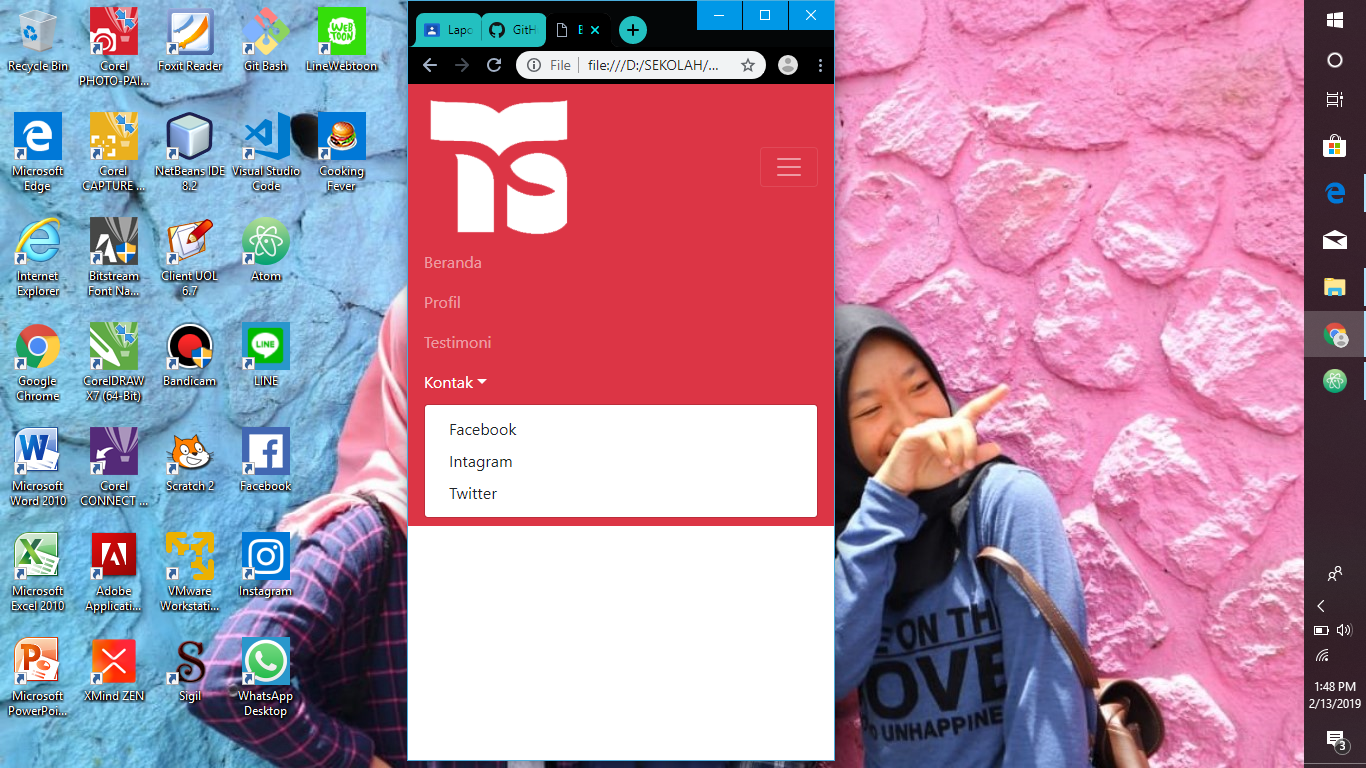 Recycle Bin
Corel
PHOTO-PAI...
Foxit Reader
Git Bash
WEB
TOON
LineWebtoon
Microsoft
Edge
Corel
CAPTURE ...
NetBeans IDE
8.2
Visual Studio
Code
Cooking
Fever
Internet
Explorer
Bitstream
Font Na...
Client UOL
6.7
Atom
Google
Chrome
CorelDRAW
X7 (64-Bit)
Bandicam
LINE
LINE
Microsoft
Word 2010
Corel
CONNECT ...
Scratch 2
Facebook
Microsoft
Excel 2010
Adobe
Applicati...
VMware
Workstati...
Instagram
Microsoft
PowerPoi...
XMind ZEN
Sigil
WhatsApp
Desktop
Lapo
GitH
File
file:///D:/SEKOLAH/...
Beranda
Profil
Testimoni
Kontak
Facebook
Intagram
Twitter
ON TH
OVE
UNHAPPINE
1:48 PM
2/13/2019
3